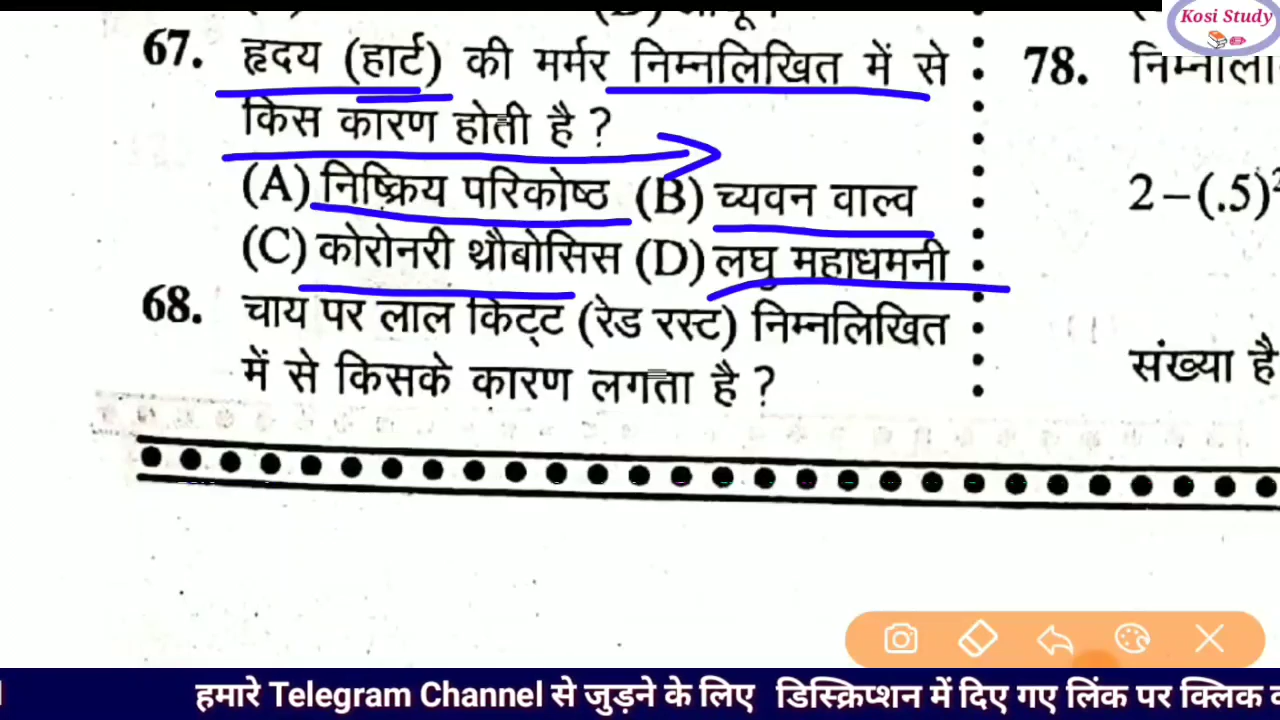 Kosi Study
67. हृदय (हार्ट) की मर्मर निम्नलिखित में से
किस कारण होती है ?
(A) निष्क्रिय परिकोष्ठ (B) च्यवन वाल्व
(C) कोरोनरी थ्रौबोसिस (D) लघु महाधमनी
68. चाय पर लाल किट्ट (रेड रस्ट) निम्नलिखित
में से किसके कारण लगता है ?
78.
2–(.5)
संख्या है
हमारे Telegram Channel से जुड़ने के लिए डिस्क्रिप्शन में दिए गए लिंक पर क्लिक